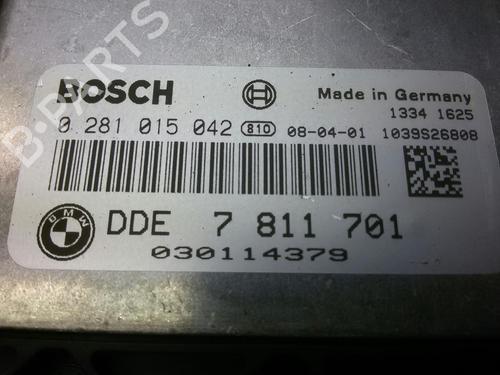 B-PARTS
BOSCH
Made in Germany
1334 1625
0 281 015 042 810 08-04-01 1039S26808
BMW
DDE 7 811 701
030114379